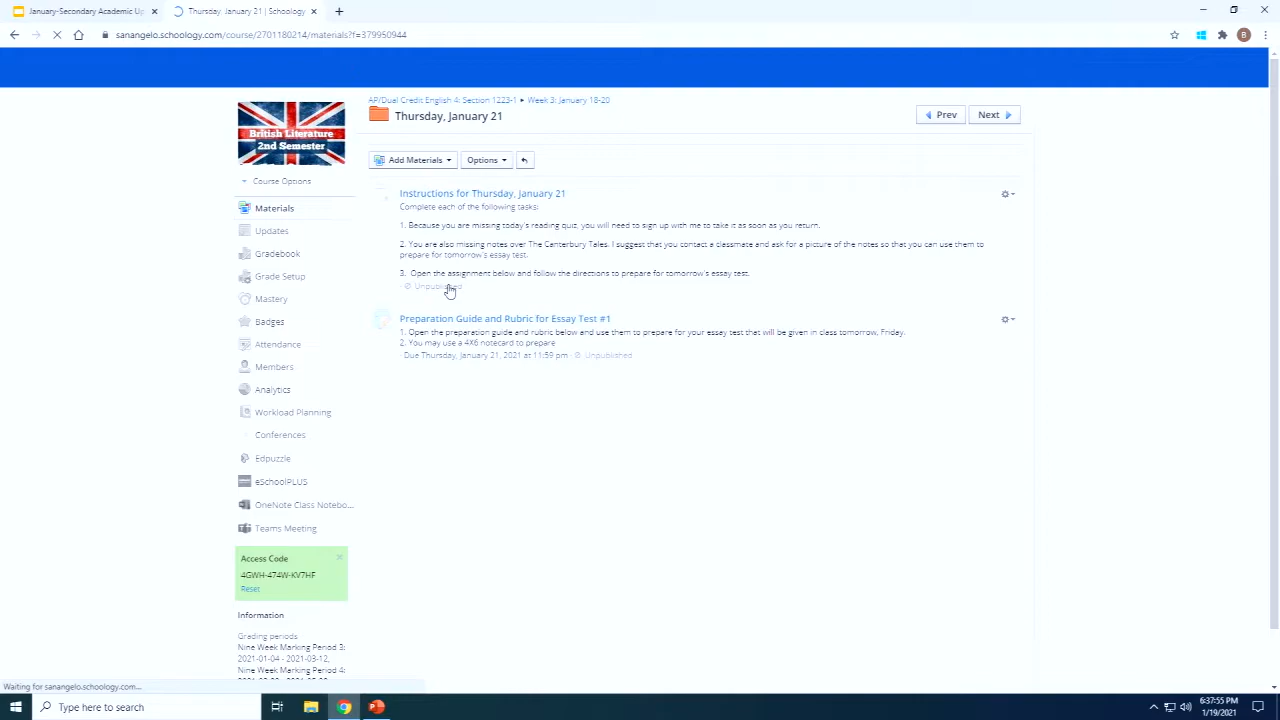 January-Secondary Academic Up
Thursday, January 21 | Schoology
sanangelo.schoology.com/course/2701180214/materials?f=379950944
B
British Literature
2nd Semester
Course Options
Materials
Updates
Gradebook
Grade Setup
Mastery
Badges
Attendance
Members
Analytics
Workload Planning
Conferences
Edpuzzle
eSchoolPLUS
OneNote Class Notebo...
Teams Meeting
Access Code
4GWH-474W-KV7HF
Reset
Information
Grading periods
Nine Week Marking Period 3:
2021-01-04 - 2021-03-12,
Nine Week Marking Period 4:
AP/Dual Credit English 4: Section 1223-1 ▸ Week 3: January 18-20
Thursday, January 21
Prev Next
Add Materials Options
Instructions for Thursday, January 21
Complete each of the following tasks:
1. Because you are missing today's reading quiz, you will need to sign up with me to take it as soon as you return.
2. You are also missing notes over The Canterbury Tales. I suggest that you contact a classmate and ask for a picture of the notes so that you can use them to
prepare for tomorrow's essay test.
3. Open the assignment below and follow the directions to prepare for tomorrow's essay test.
· Unpublished
Preparation Guide and Rubric for Essay Test #1
1. Open the preparation guide and rubric below and use them to prepare for your essay test that will be given in class tomorrow, Friday.
2. You may use a 4X6 notecard to prepare
· Due Thursday, January 21, 2021 at 11:59 pm · Unpublished
Waiting for sanangelo.schoology.com...
Type here to search
6:37:55 PM
1/19/2021